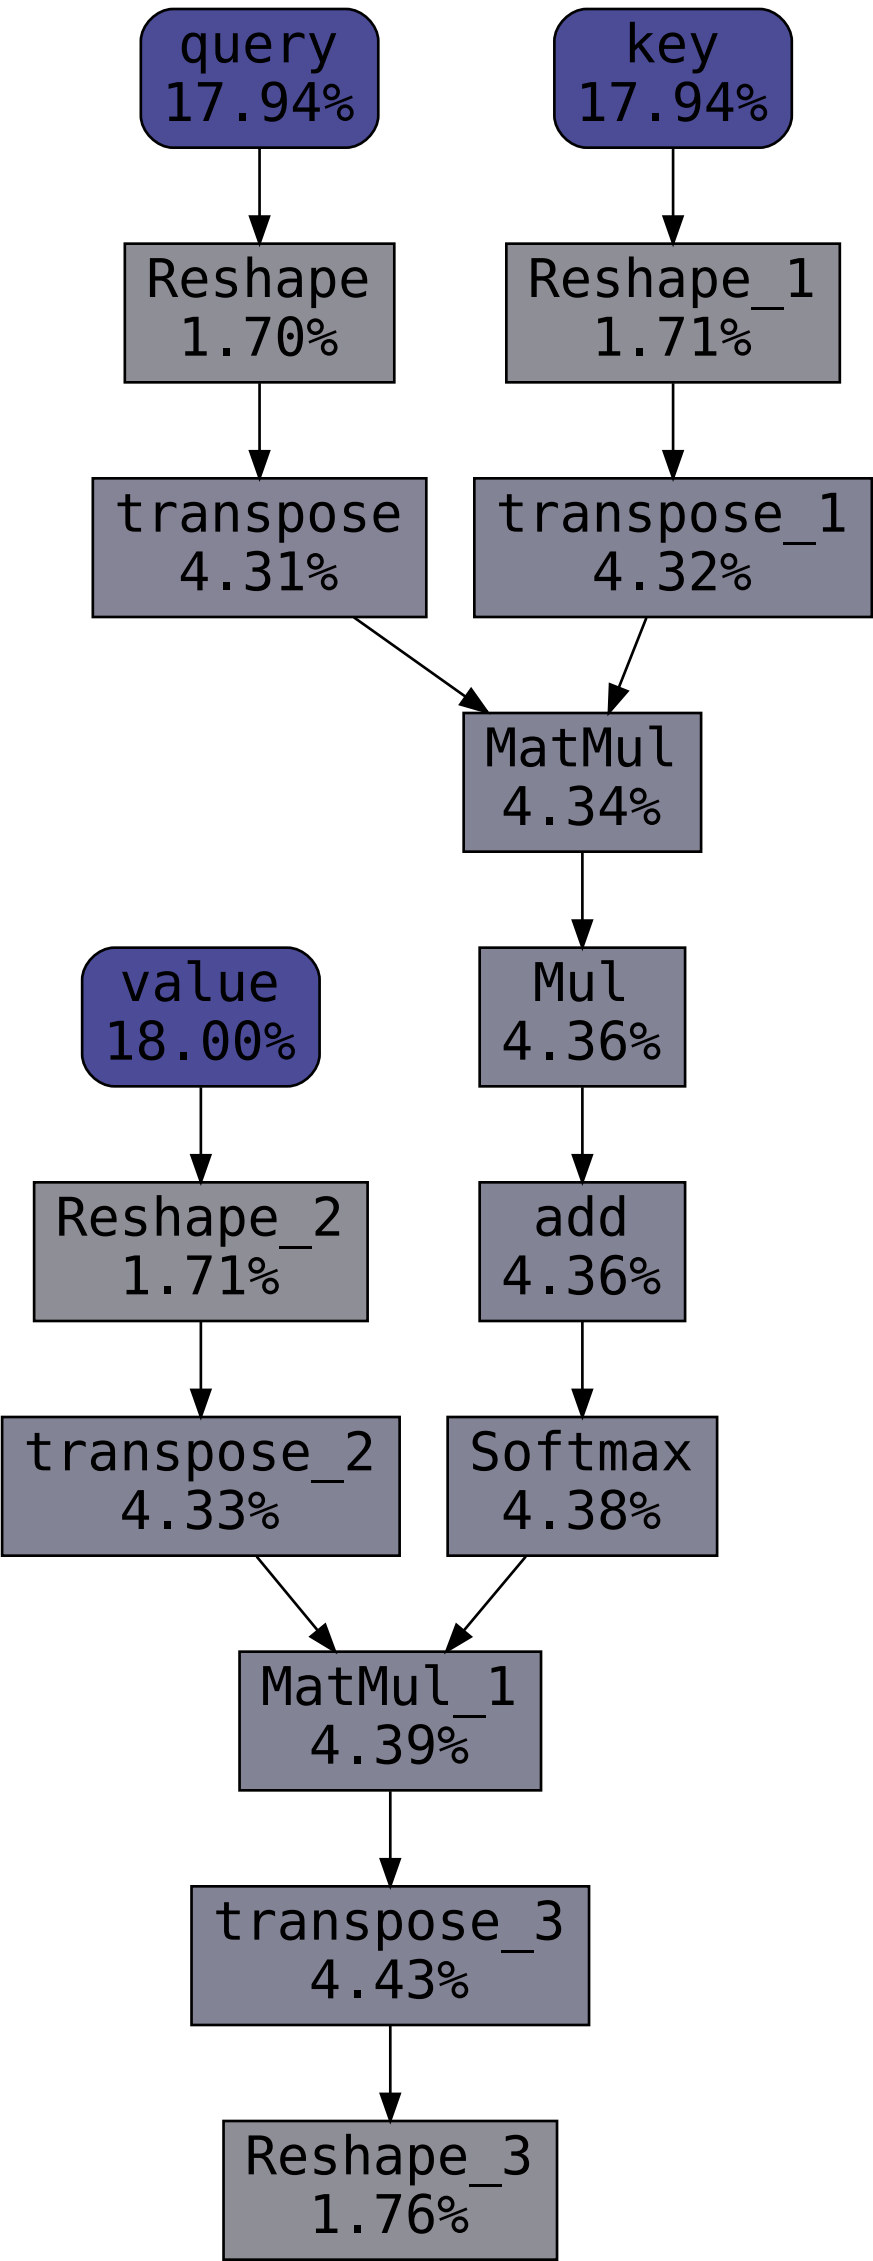 query
17.94%
key
17.94%
Reshape
1.70%
Reshape_1
1.71%
transpose
4.31%
transpose_1
4.32%
MatMul
4.34%
value
18.00%
Mul
4.36%
Reshape_2
1.71%
add
4.36%
transpose_2
4.33%
Softmax
4.38%
MatMul_1
4.39%
transpose_3
4.43%
Reshape_3
1.76%